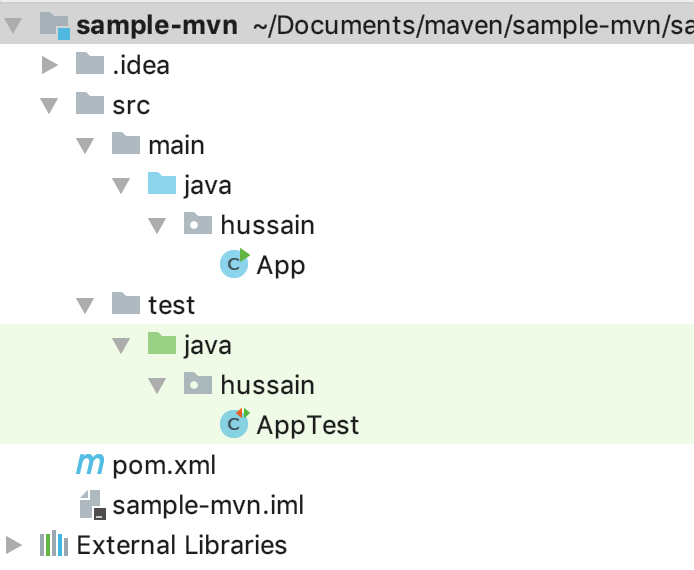 sample-mvn ~/Documents/maven/sample-mvn/sa
.idea
src
main
java
hussain
C App
test
java
hussain
C AppTest
m pom.xml
sample-mvn.iml
External Libraries